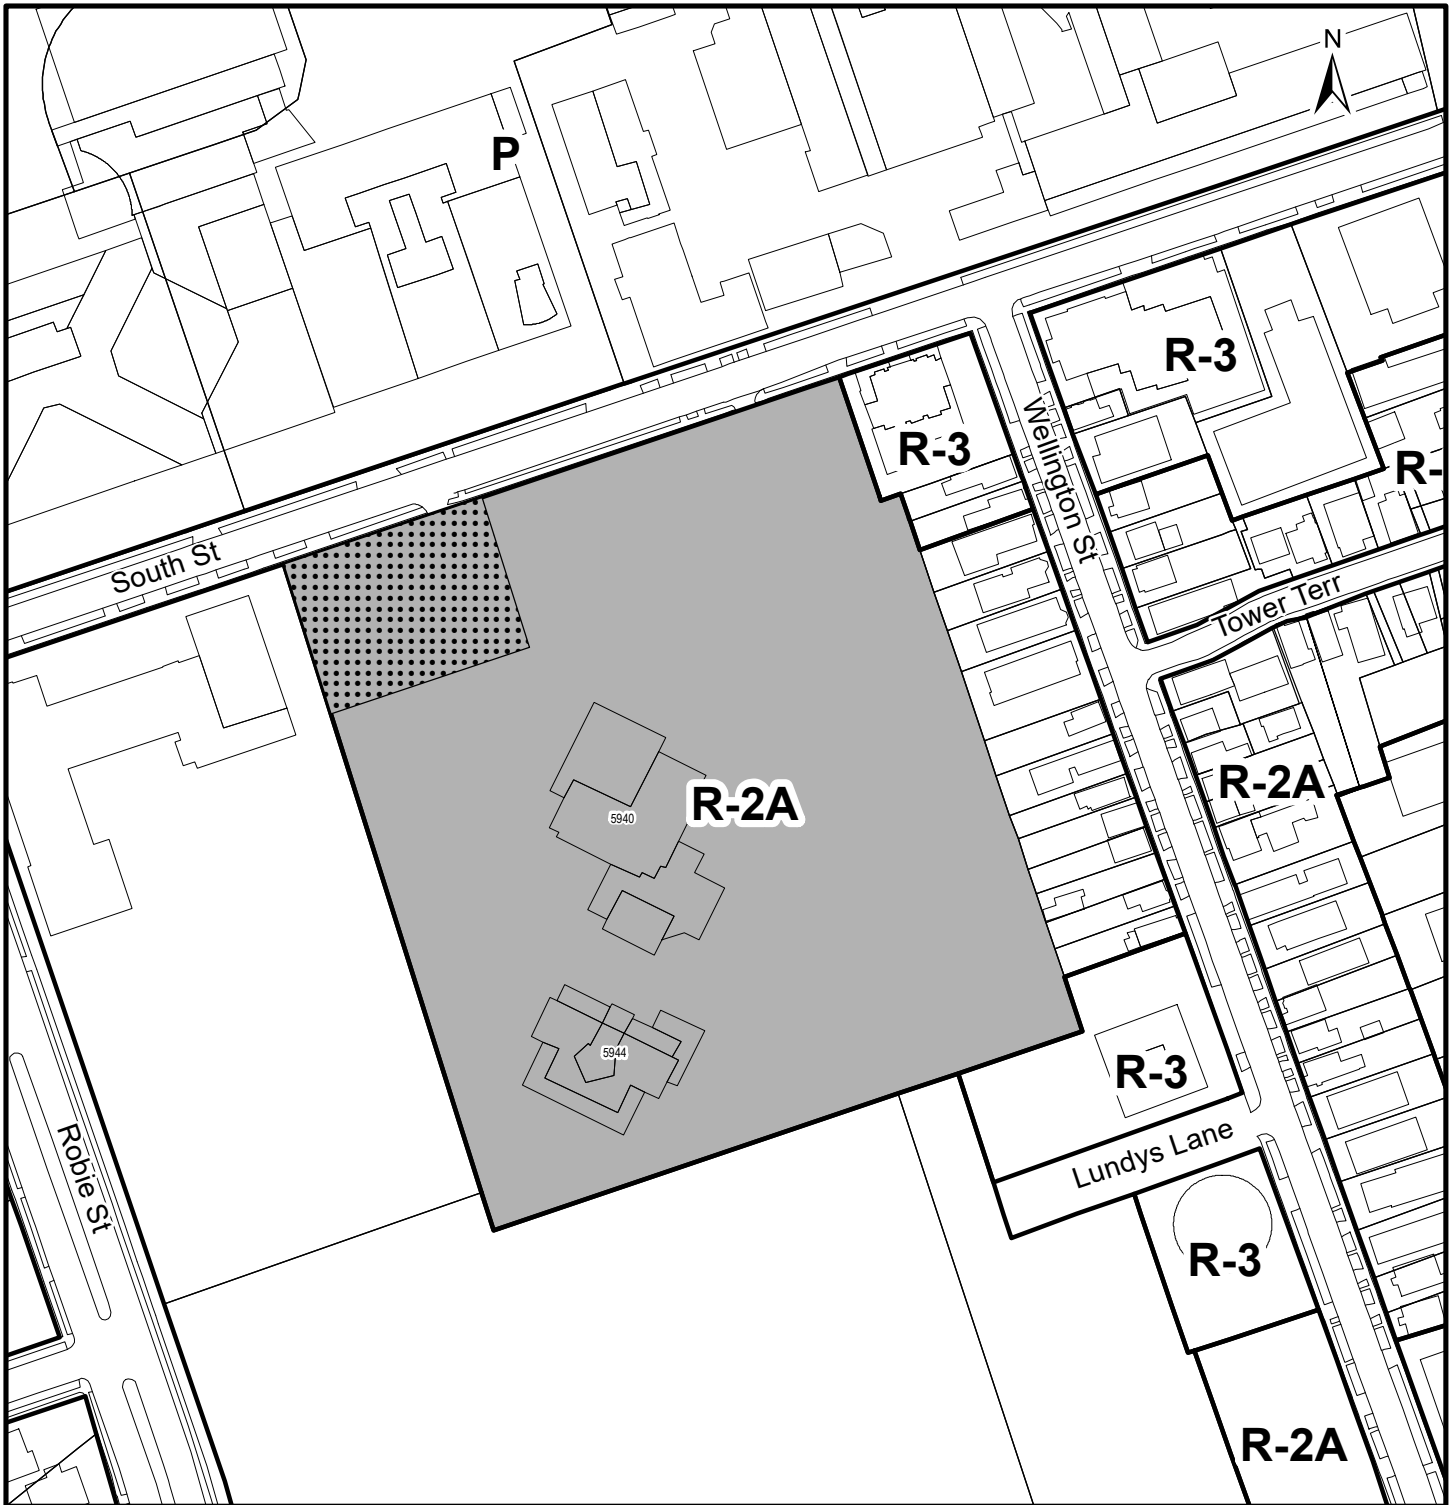 N
P
R-3
R-3
Wellington St
R-
South St
Tower Terr
R-2A
R-2A
5940
5944
R-3
Robie St
Lundys Lane
R-3
R-2A